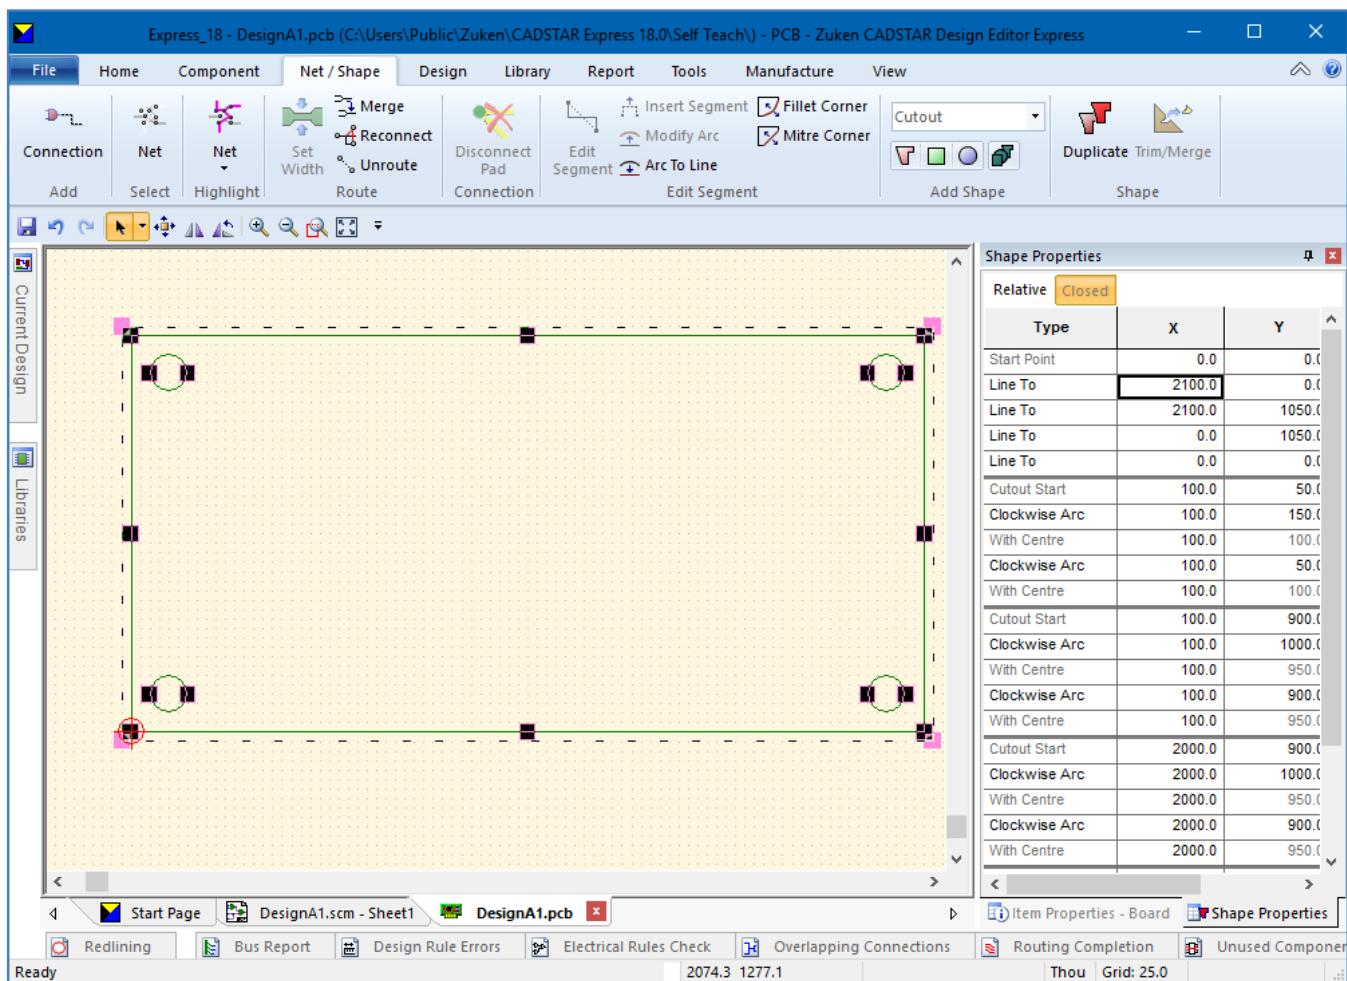 Express_18 - DesignA1.pcb (C:\Users\Public\Zuken\CADSTAR Express 18.0\Self Teach\) - PCB - Zuken CADSTAR Design Editor Express
File Home Component Net / Shape Design Library Report Tools Manufacture View
Connection
Add
Net
Select
Net
Highlight
Set Width
Merge
Reconnect
Unroute
Route
Disconnect Pad
Connection
Edit Segment
Insert Segment
Modify Arc
Arc To Line
Fillet Corner
Mitre Corner
Edit Segment
Cutout
Add Shape
Duplicate Trim/Merge
Shape
Current Design
Libraries
Shape Properties
Relative Closed
Type X Y
Start Point 0.0 0.0
Line To 2100.0 0.0
Line To 2100.0 1050.0
Line To 0.0 1050.0
Line To 0.0 0.0
Cutout Start 100.0 50.0
Clockwise Arc 100.0 150.0
With Centre 100.0 100.0
Clockwise Arc 100.0 50.0
With Centre 100.0 100.0
Cutout Start 100.0 900.0
Clockwise Arc 100.0 1000.0
With Centre 100.0 950.0
Clockwise Arc 100.0 900.0
With Centre 100.0 950.0
Cutout Start 2000.0 900.0
Clockwise Arc 2000.0 1000.0
With Centre 2000.0 950.0
Clockwise Arc 2000.0 900.0
With Centre 2000.0 950.0
Start Page DesignA1.scm - Sheet1 DesignA1.pcb
Item Properties - Board Shape Properties
Redlining Bus Report Design Rule Errors Electrical Rules Check Overlapping Connections Routing Completion Unused Componer
Ready 2074.3 1277.1 Thou Grid: 25.0